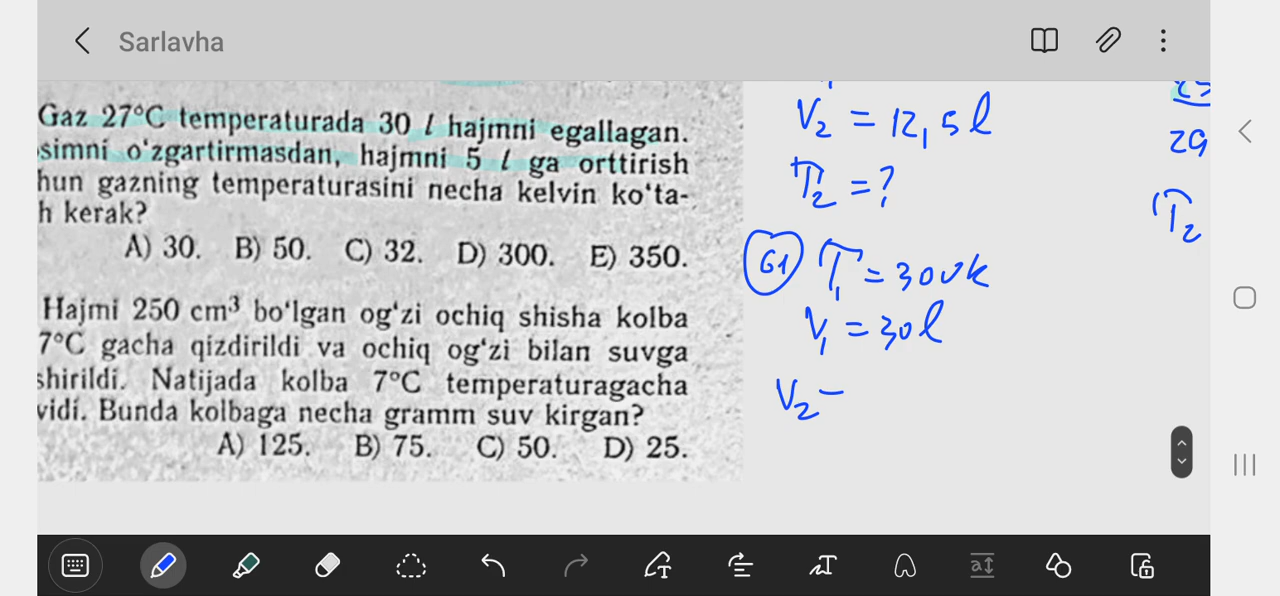 Sarlavha
Gaz 27°C temperaturada 30 l hajmni egallagan.
simni o'zgartirmasdan, hajmni 5 l ga orttirish
hun gazning temperaturasini necha kelvin ko'ta-
h kerak?
A) 30. B) 50. C) 32. D) 300. E) 350.
Hajmi 250 cm³ bo'lgan og'zi ochiq shisha kolba
7°C gacha qizdirildi va ochiq og'zi bilan suvga
shirildi. Natijada kolba 7°C temperaturagacha
vidi. Bunda kolbaga necha gramm suv kirgan?
A) 125. B) 75. C) 50. D) 25.
V₂ = 12,5 l
T₂ = ?
61 T₁ = 300k
V₁ = 30 l
V₂ =
29
T₂